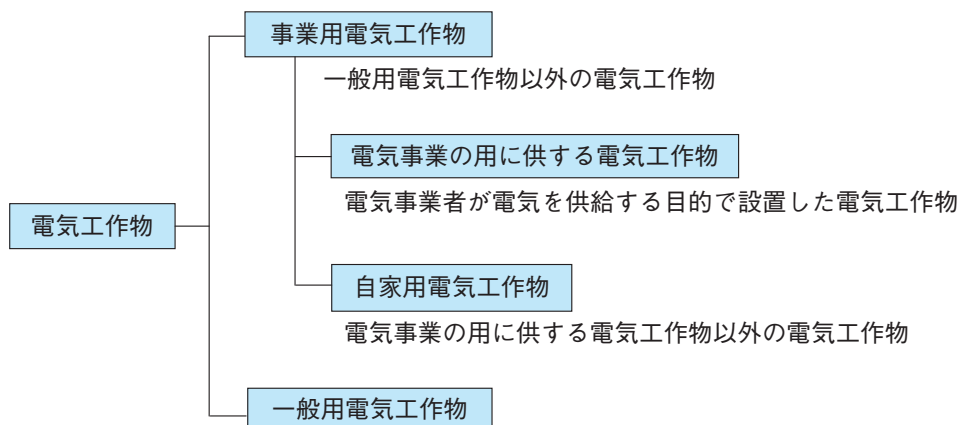 事業用電気工作物
一般用電気工作物以外の電気工作物
電気事業の用に供する電気工作物
電気事業者が電気を供給する目的で設置した電気工作物
電気工作物
自家用電気工作物
電気事業の用に供する電気工作物以外の電気工作物
一般用電気工作物